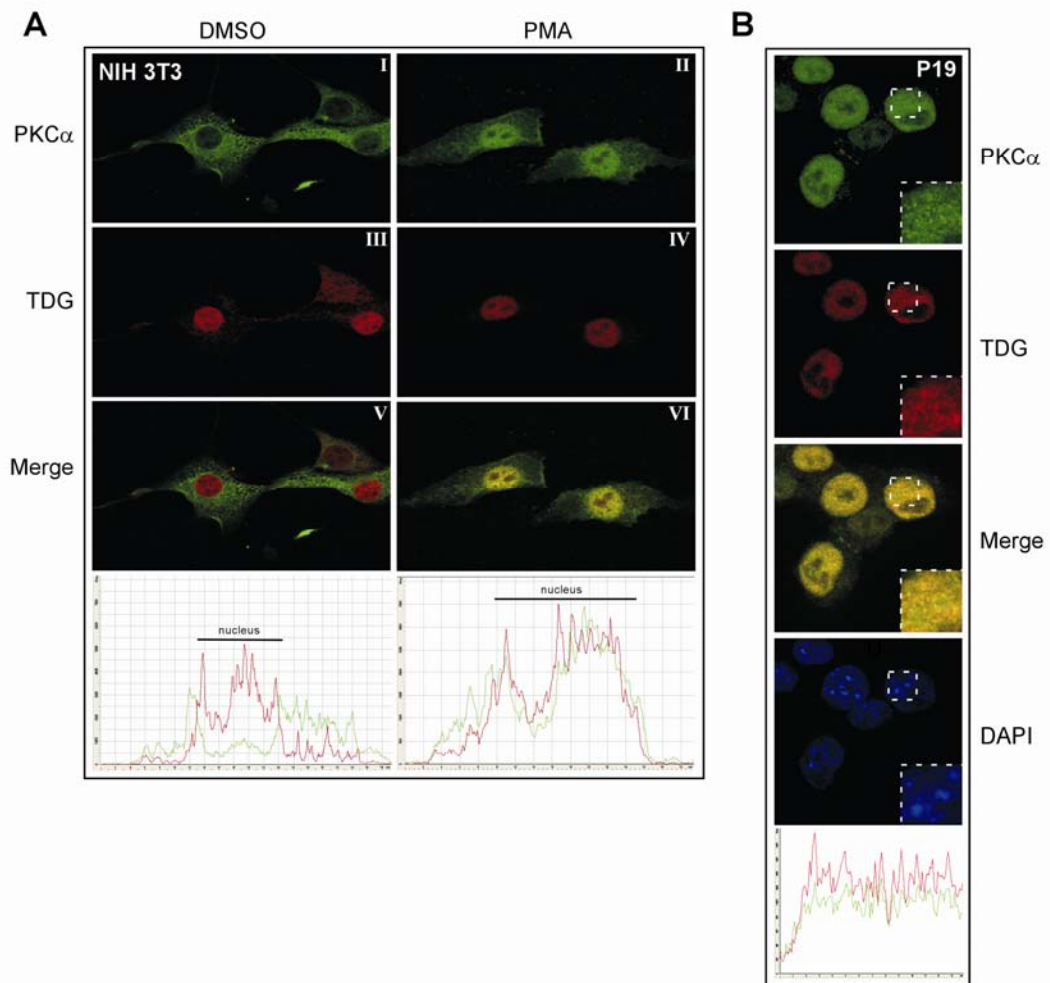 A
DMSO
PMA
NIH 3T3
I
II
PKCα
III
IV
TDG
V
VI
Merge
nucleus
nucleus
B
P19
PKCα
TDG
Merge
DAPI